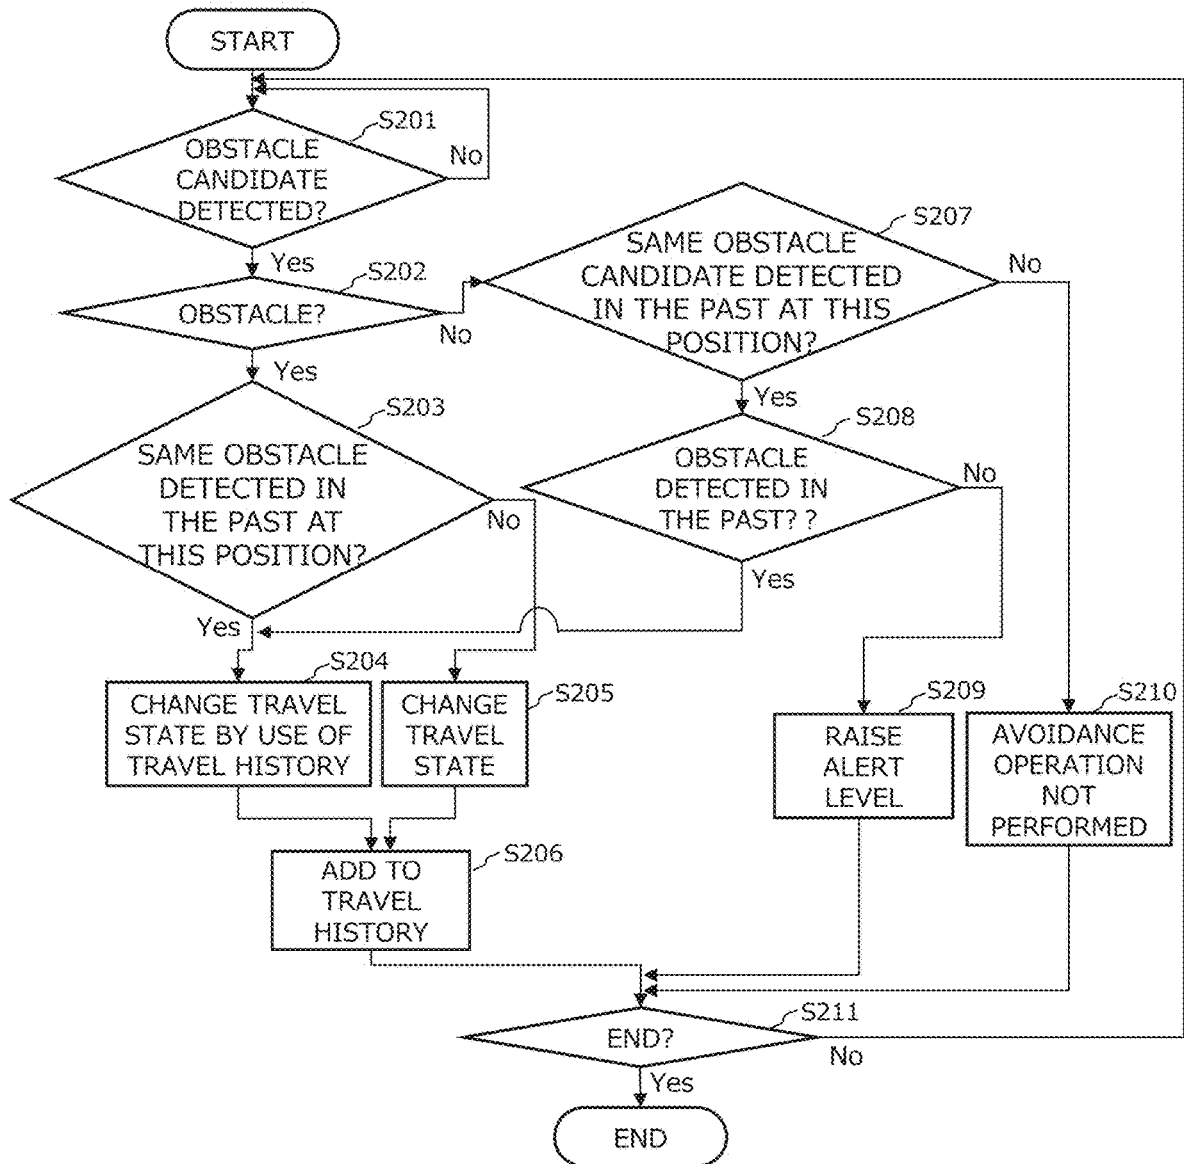 START
S201
OBSTACLE
CANDIDATE
DETECTED?
No
Yes
S202
OBSTACLE?
No
Yes
S207
SAME OBSTACLE
CANDIDATE DETECTED
IN THE PAST AT THIS
POSITION?
No
Yes
S203
SAME OBSTACLE
DETECTED IN
THE PAST AT
THIS POSITION?
No
Yes
S208
OBSTACLE
DETECTED IN
THE PAST? ?
No
Yes
S204
CHANGE TRAVEL
STATE BY USE OF
TRAVEL HISTORY
S205
CHANGE
TRAVEL
STATE
S209
RAISE
ALERT
LEVEL
S210
AVOIDANCE
OPERATION
NOT
PERFORMED
S206
ADD TO
TRAVEL
HISTORY
S211
END?
No
Yes
END